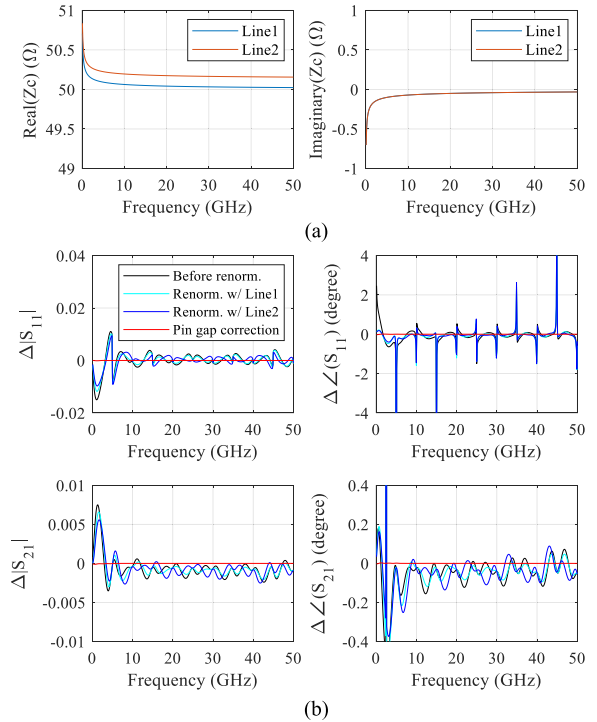 51
50.5
50
49.5
49
Real(Zc) (Ω)
Line1
Line2
0 10 20 30 40 50
Frequency (GHz)
1
0.5
0
-0.5
-1
Imaginary(Zc) (Ω)
Line1
Line2
0 10 20 30 40 50
Frequency (GHz)
(a)
0.04
0.02
0
-0.02
Δ|S11|
Before renorm.
Renorm. w/ Line1
Renorm. w/ Line2
Pin gap correction
0 10 20 30 40 50
Frequency (GHz)
4
2
0
-2
-4
Δ∠(S11) (degree)
0 10 20 30 40 50
Frequency (GHz)
0.01
0.005
0
-0.005
-0.01
Δ|S21|
0 10 20 30 40 50
Frequency (GHz)
0.4
0.2
0
-0.2
-0.4
Δ∠(S21) (degree)
0 10 20 30 40 50
Frequency (GHz)
(b)